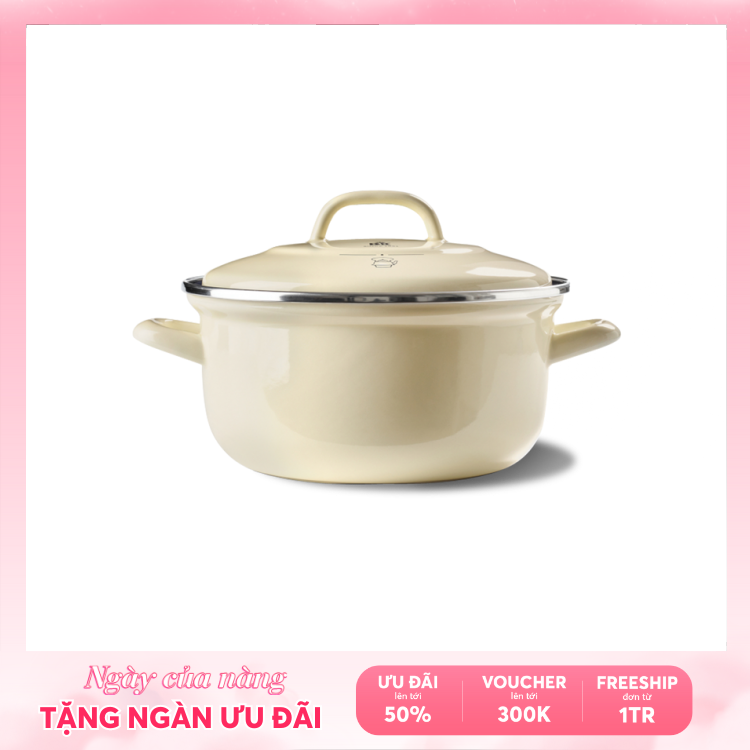 Ngày của nàng
TẶNG NGÀN ƯU ĐÃI
ƯU ĐÃI
lên tới
50%
VOUCHER
lên tới
300K
FREESHIP
đơn từ
1TR